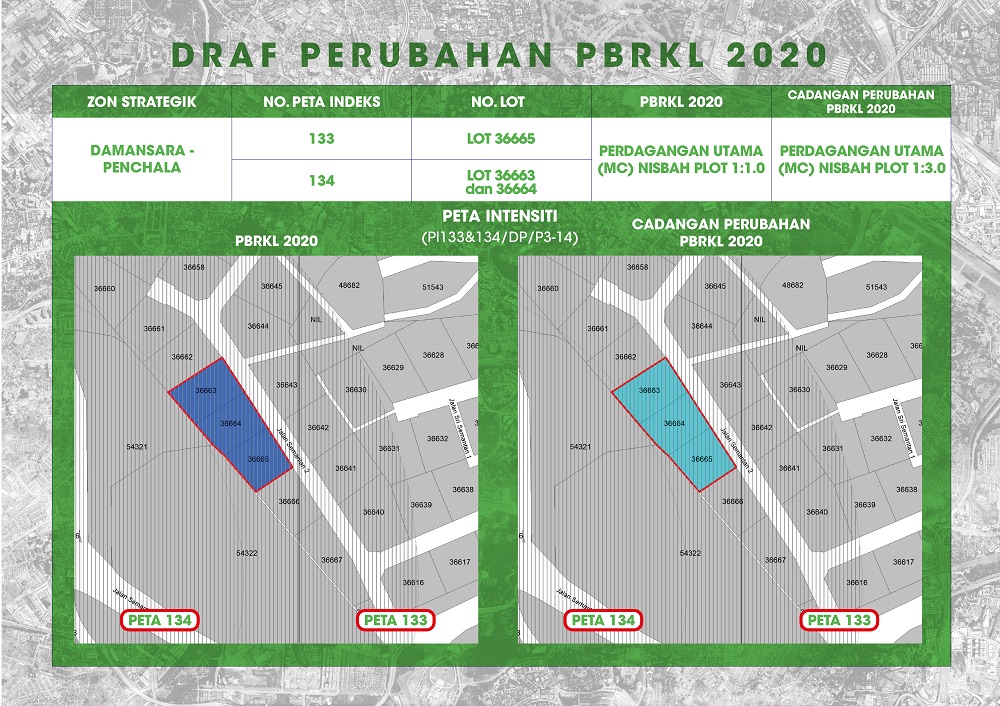 DRAF PERUBAHAN PBRKL 2020
ZON STRATEGIK
NO. PETA INDEKS
NO. LOT
PBRKL 2020
CADANGAN PERUBAHAN
PBRKL 2020
DAMANSARA -
PENCHALA
133
LOT 36665
PERDAGANGAN UTAMA
(MC) NISBAH PLOT 1:1.0
PERDAGANGAN UTAMA
(MC) NISBAH PLOT 1:3.0
134
LOT 36663
dan 36664
PETA INTENSITI
(PI133&134/DP/P3-14)
PBRKL 2020
CADANGAN PERUBAHAN
PBRKL 2020
36658
36660
36645
48682
51543
36661
36644
NIL
NIL
36662
36628
36629
36663
36643
36630
36664
36642
Jalan Sri Semantan 1
54321
36665
Jalan Semantan 2
36631
36632
36641
36638
36666
36639
36640
54322
36667
36617
36616
PETA 134
PETA 133
36658
36660
36645
48682
51543
36661
36644
NIL
NIL
36662
36628
36629
36663
36643
36630
36664
36642
Jalan Sri Semantan 1
54321
36665
Jalan Semantan 2
36631
36632
36641
36638
36666
36639
36640
54322
36667
36617
36616
PETA 134
PETA 133